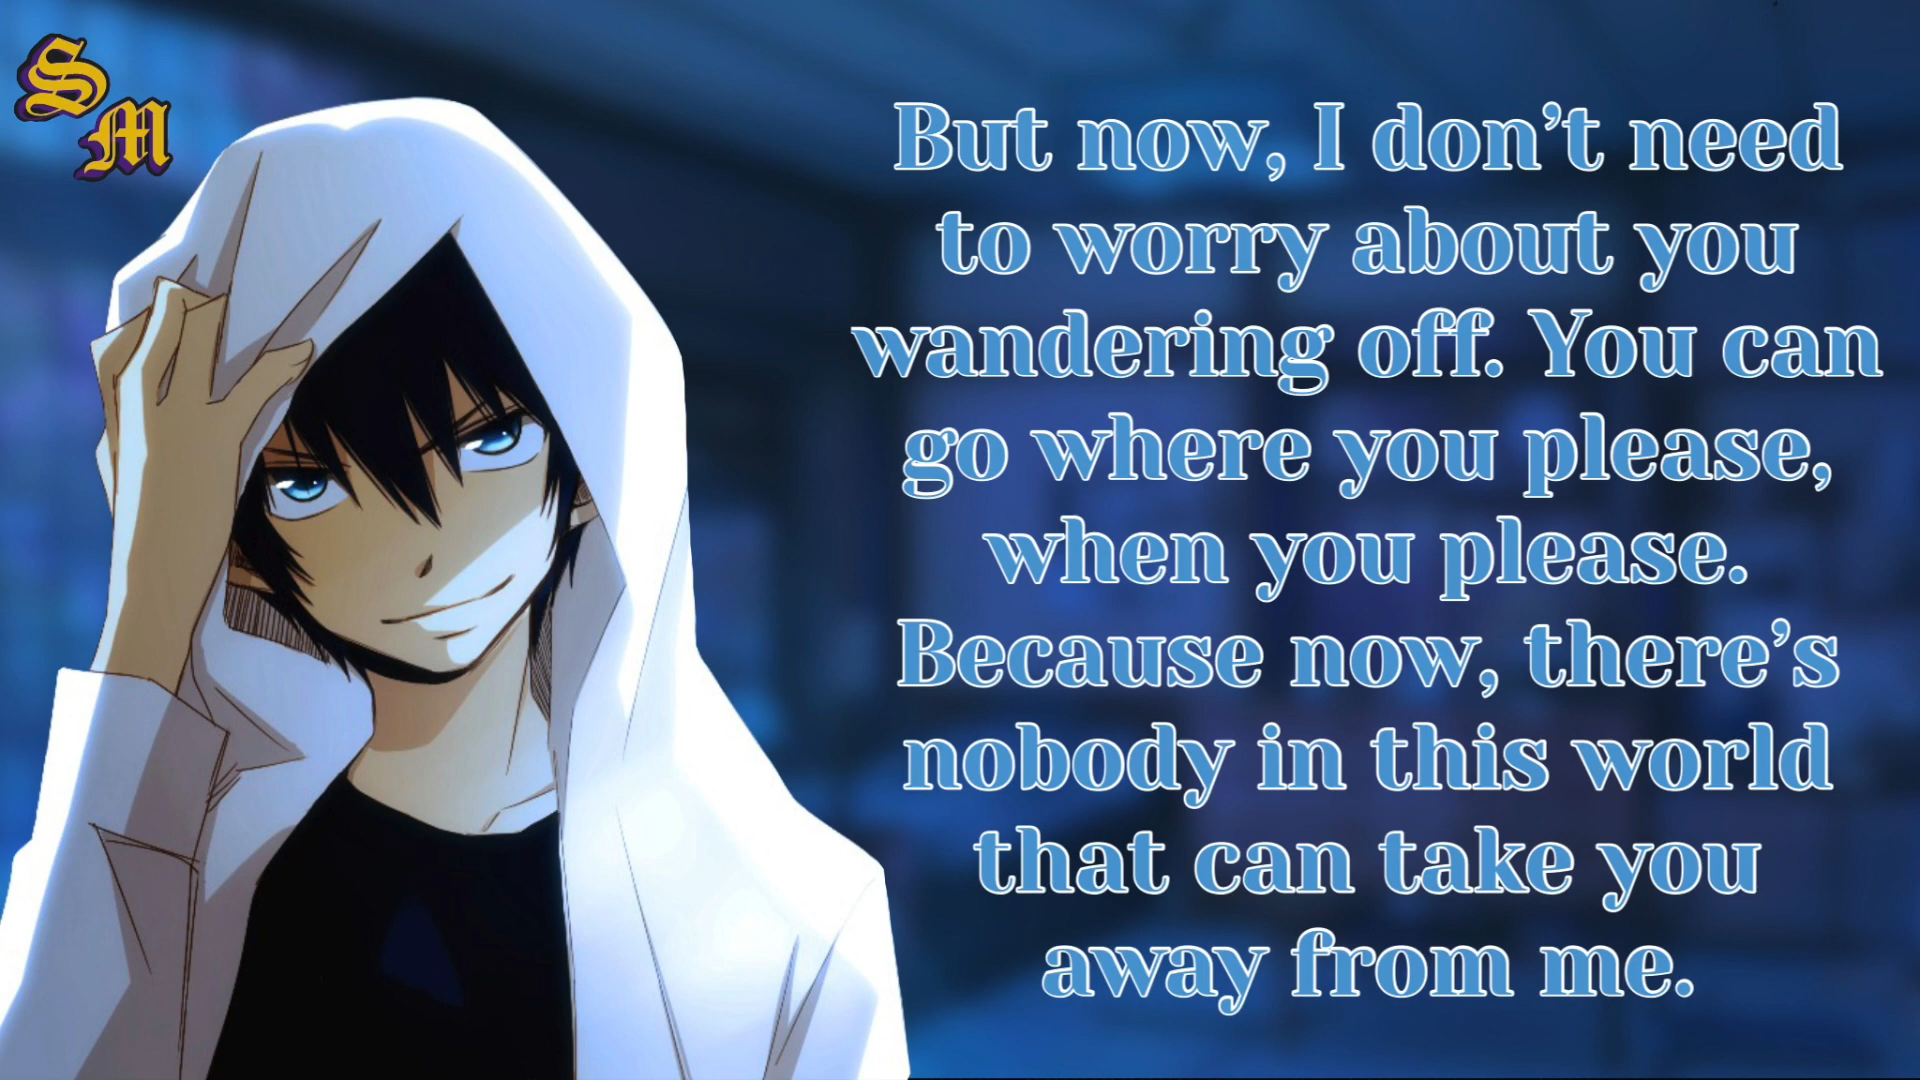 S
M
But now, I don’t need
to worry about you
wandering off. You can
go where you please,
when you please.
Because now, there’s
nobody in this world
that can take you
away from me.